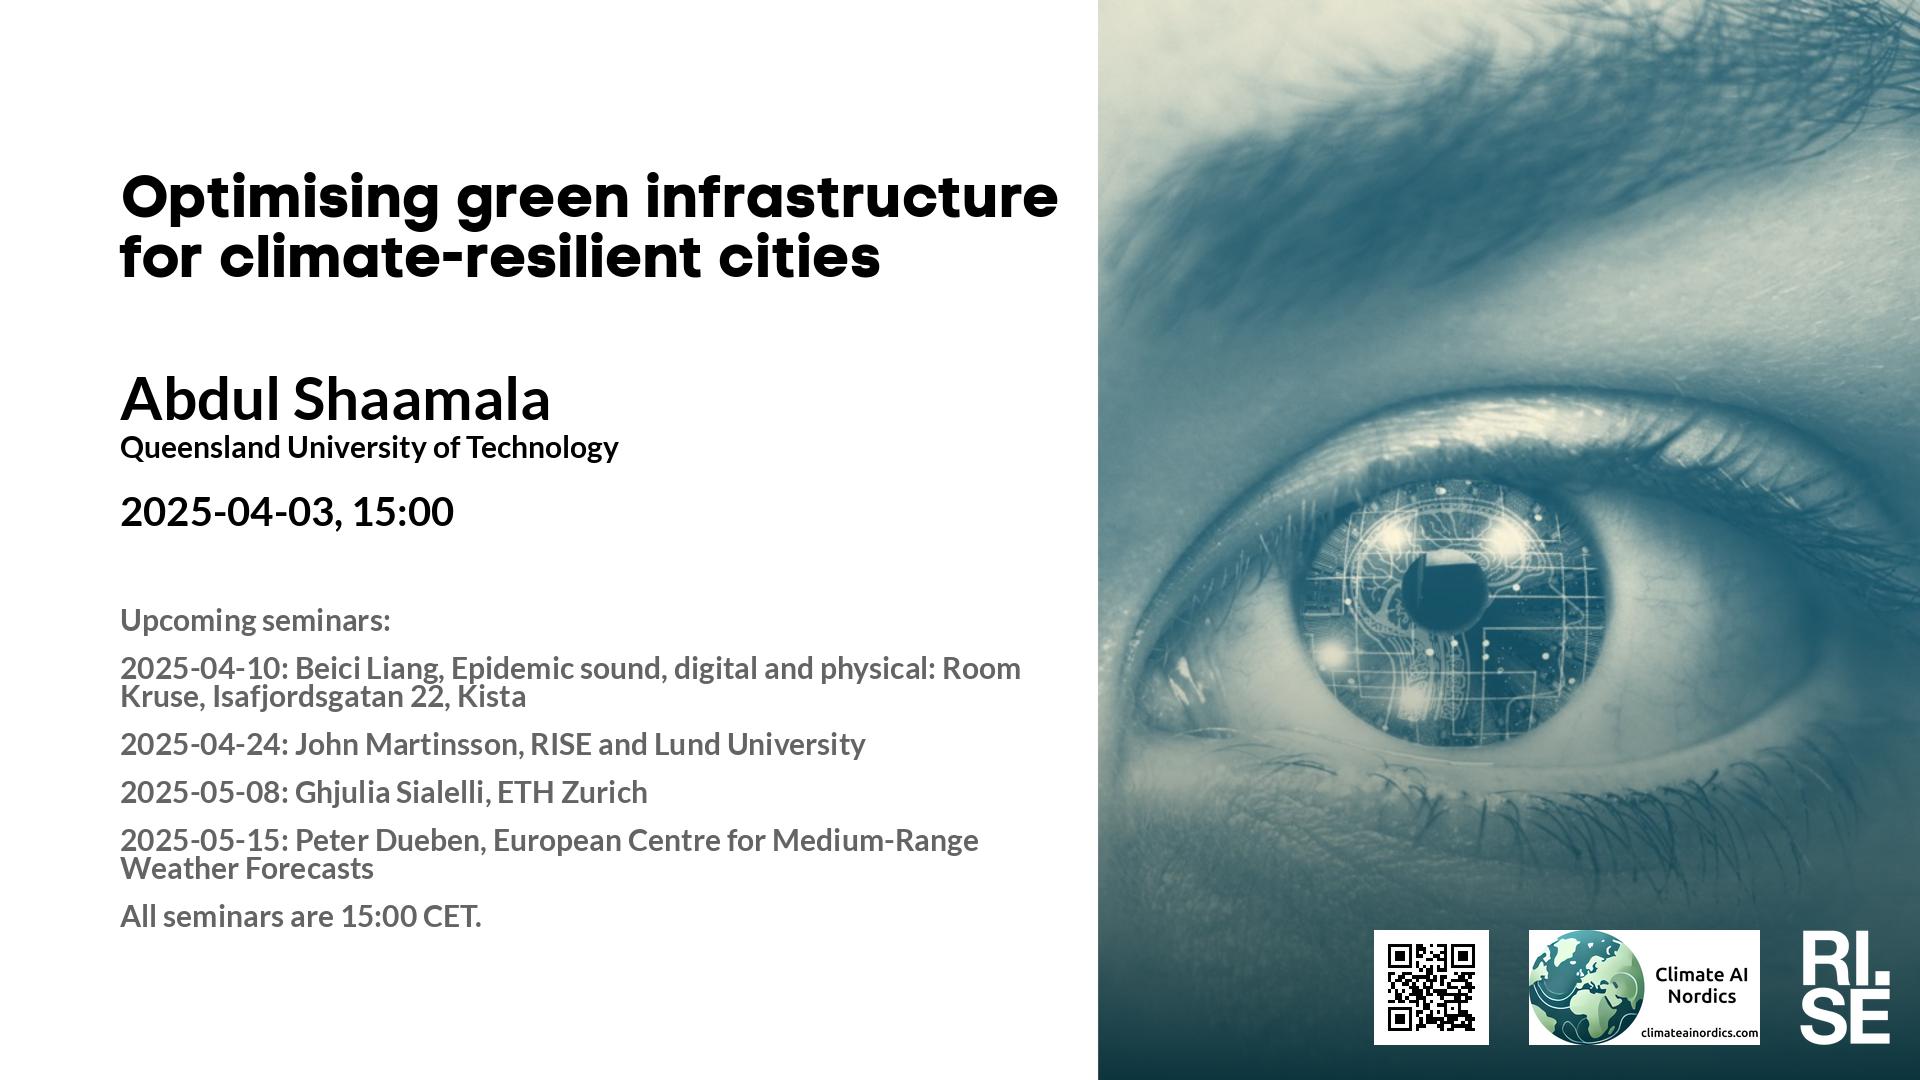 Optimising green infrastructure
for climate-resilient cities
Abdul Shaamala
Queensland University of Technology
2025-04-03, 15:00
Upcoming seminars:
2025-04-10: Beici Liang, Epidemic sound, digital and physical: Room
Kruse, Isafjordsgatan 22, Kista
2025-04-24: John Martinsson, RISE and Lund University
2025-05-08: Ghjulia Sialelli, ETH Zurich
2025-05-15: Peter Dueben, European Centre for Medium-Range
Weather Forecasts
All seminars are 15:00 CET.
Climate AI
Nordics
climateainordics.com
RI.
SE